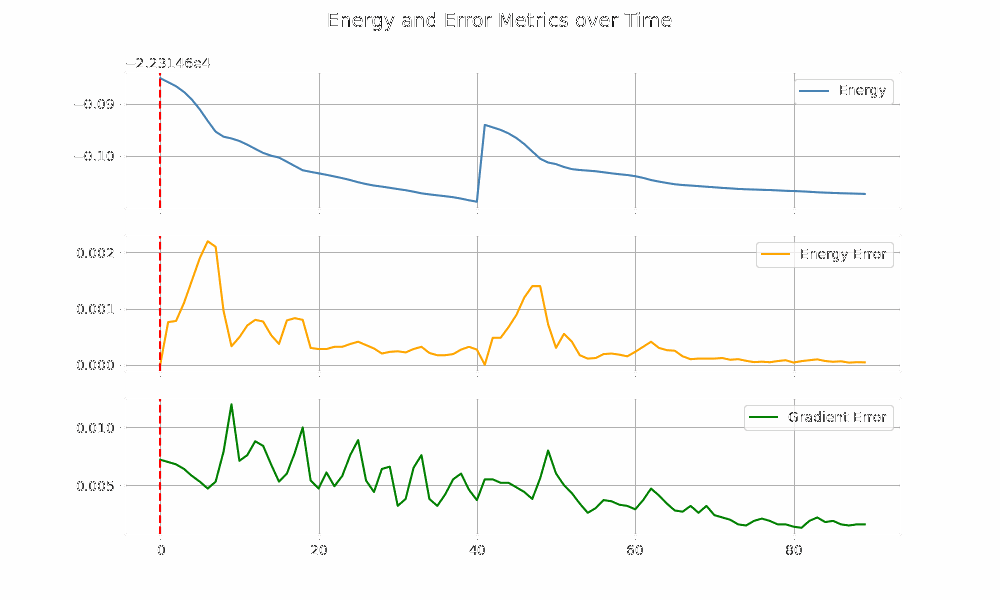 Energy and Error Metrics over Time
−2.23146e4
Energy
−0.09
−0.10
Energy Error
0.002
0.001
0.000
Gradient Error
0.010
0.005
0 20 40 60 80